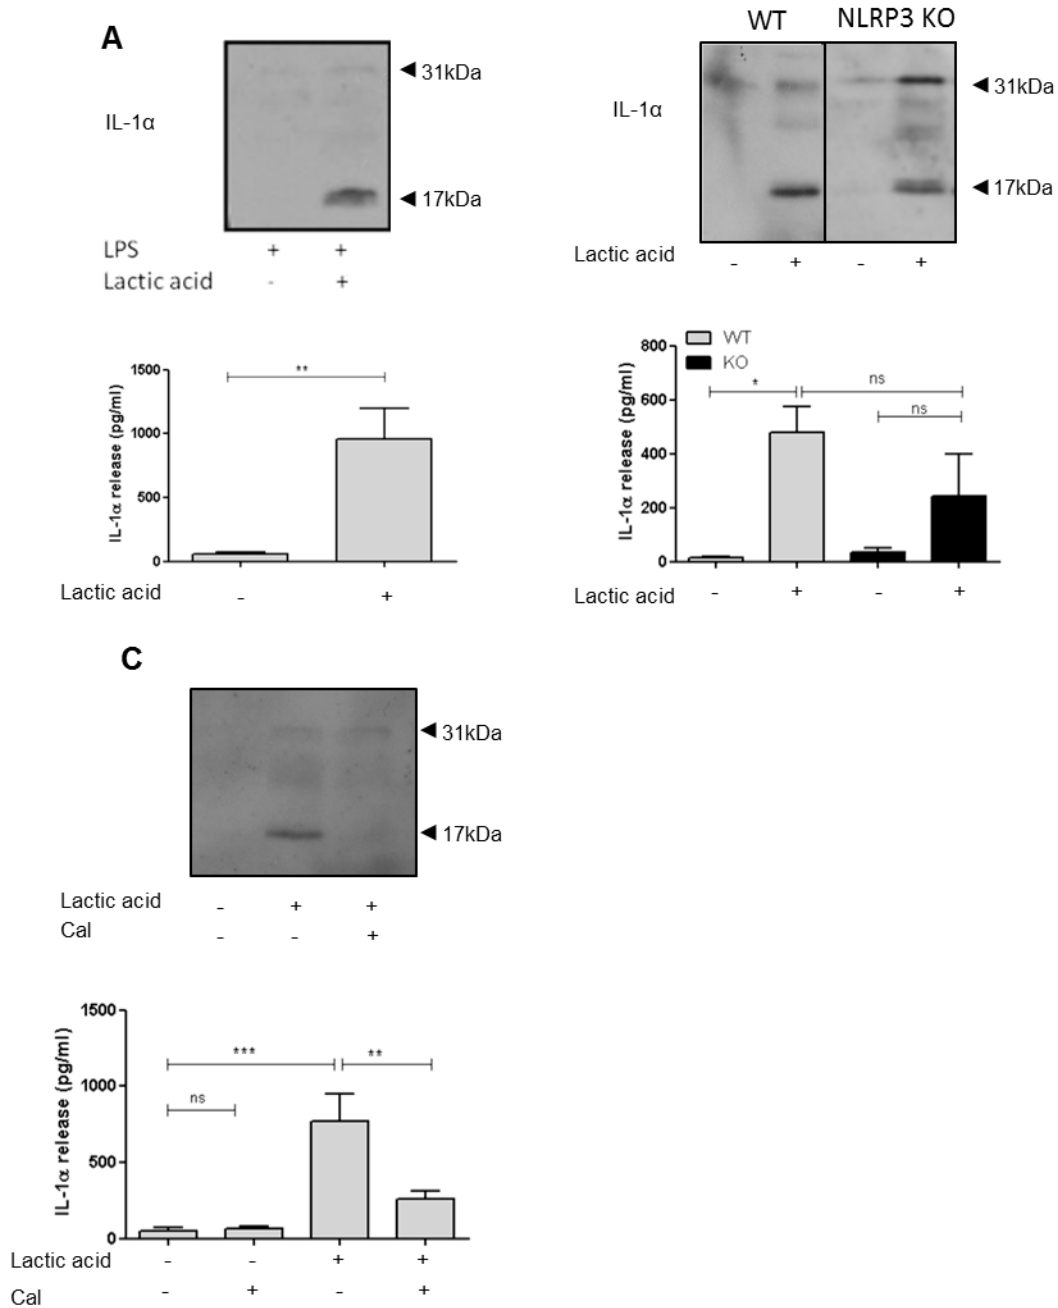 A
IL-1α
31kDa
17kDa
LPS + +
Lactic acid - +
WT NLRP3 KO
IL-1α
31kDa
17kDa
Lactic acid - + - +
IL-1α release (pg/ml)
1500
1000
500
0
**
Lactic acid - +
IL-1α release (pg/ml)
800
600
400
200
0
WT
KO
* ns
ns
Lactic acid - + - +
C
31kDa
17kDa
Lactic acid - + +
Cal - - +
IL-1α release (pg/ml)
1500
1000
500
0
*** **
ns
Lactic acid - - + +
Cal - + - +